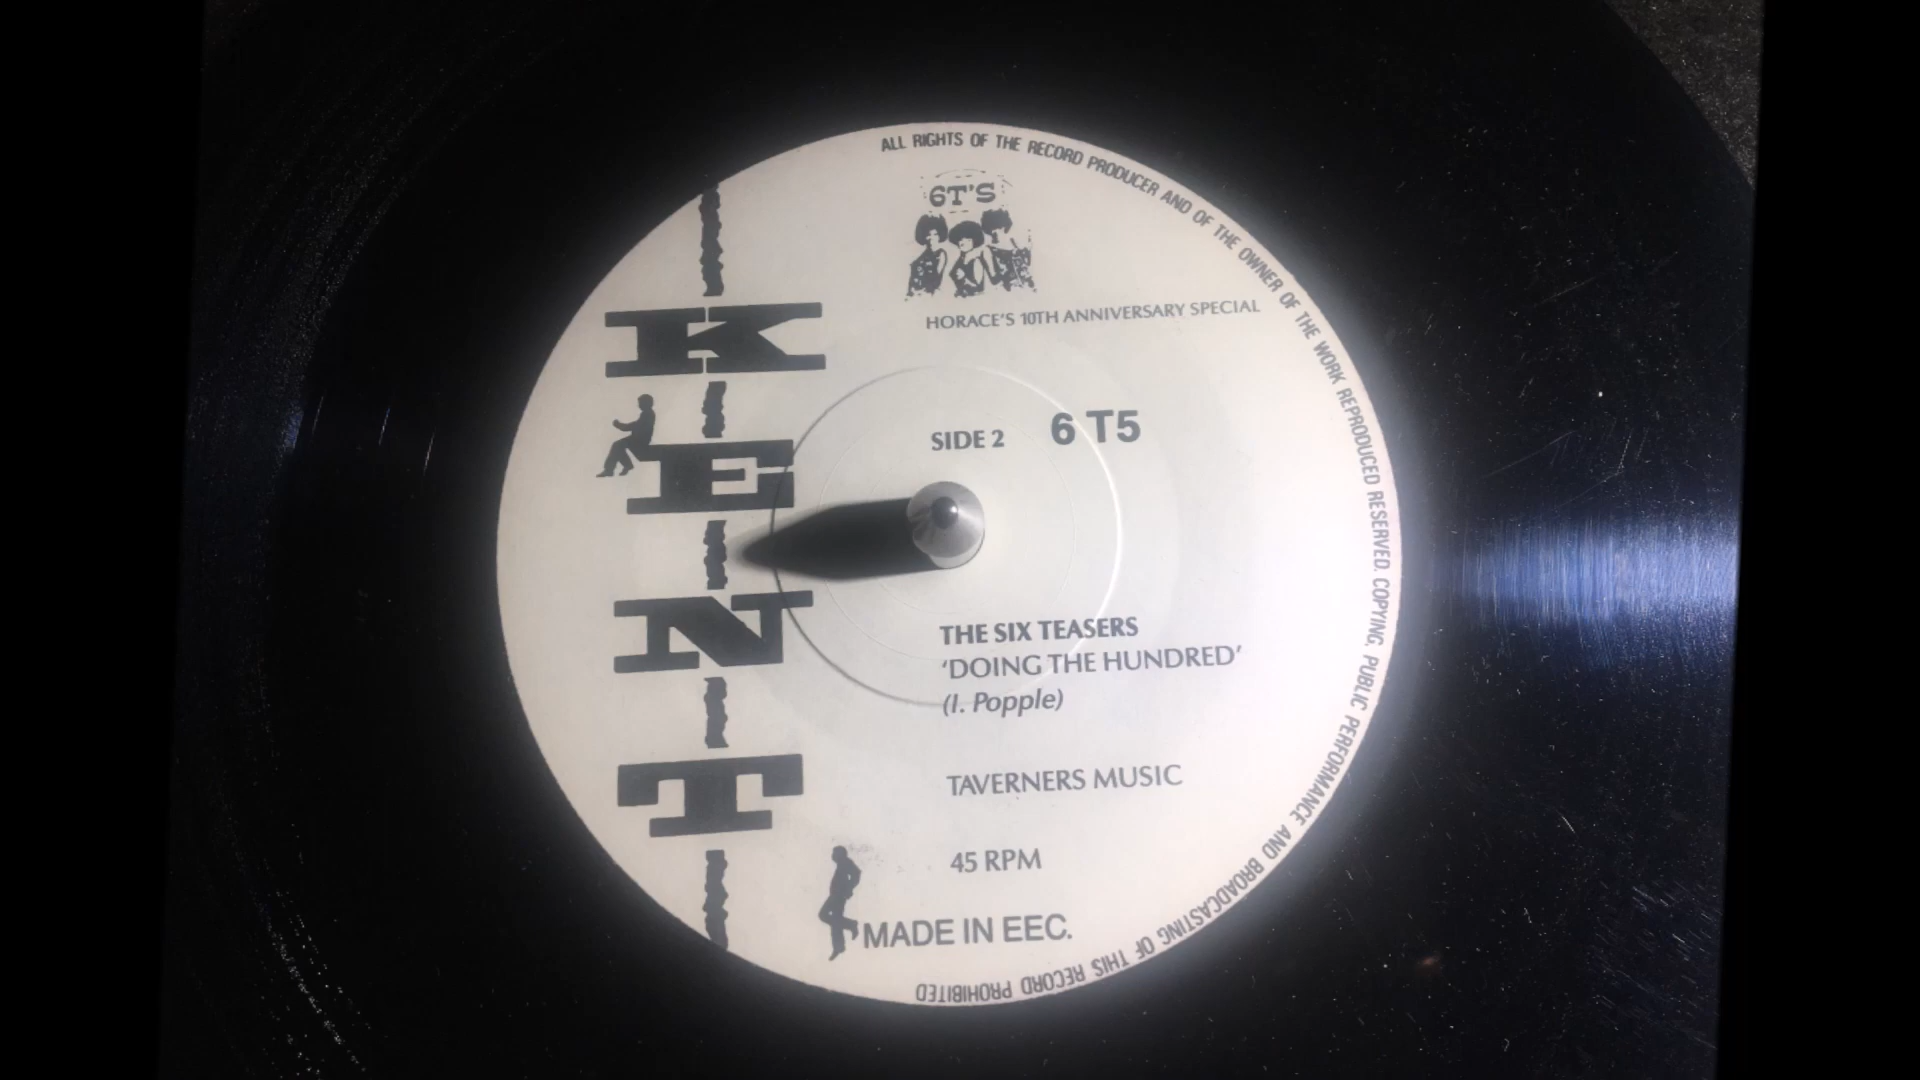 ALL RIGHTS OF THE RECORD PRODUCER AND OF THE OWNER OF THE WORK REPRODUCED RESERVED. COPYING, PUBLIC PERFORMANCE AND BROADCASTING OF THIS RECORD PROHIBITED
6T'S
HORACE'S 10TH ANNIVERSARY SPECIAL
KENT
SIDE 2 6 T5
THE SIX TEASERS
'DOING THE HUNDRED'
(I. Popple)
TAVERNERS MUSIC
45 RPM
MADE IN EEC.